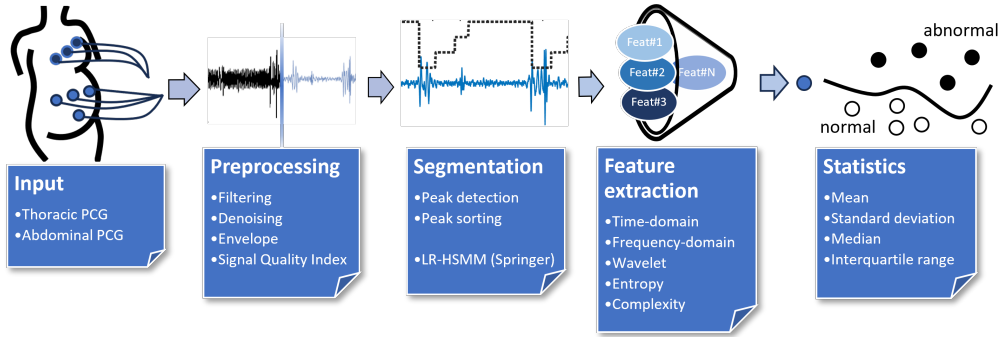 Feat#1
Feat#2
Feat#N
Feat#3
abnormal
normal
Input
•Thoracic PCG
•Abdominal PCG
Preprocessing
•Filtering
•Denoising
•Envelope
•Signal Quality Index
Segmentation
•Peak detection
•Peak sorting
•LR-HSMM (Springer)
Feature
extraction
•Time-domain
•Frequency-domain
•Wavelet
•Entropy
•Complexity
Statistics
•Mean
•Standard deviation
•Median
•Interquartile range